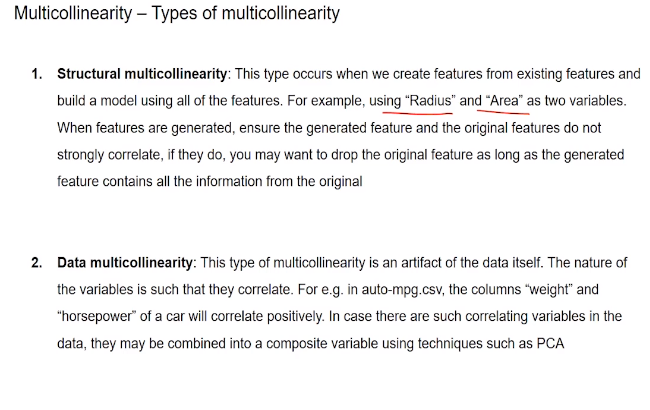 Multicollinearity – Types of multicollinearity
1. Structural multicollinearity: This type occurs when we create features from existing features and
build a model using all of the features. For example, using “Radius” and “Area” as two variables.
When features are generated, ensure the generated feature and the original features do not
strongly correlate, if they do, you may want to drop the original feature as long as the generated
feature contains all the information from the original
2. Data multicollinearity: This type of multicollinearity is an artifact of the data itself. The nature of
the variables is such that they correlate. For e.g. in auto-mpg.csv, the columns “weight” and
“horsepower” of a car will correlate positively. In case there are such correlating variables in the
data, they may be combined into a composite variable using techniques such as PCA